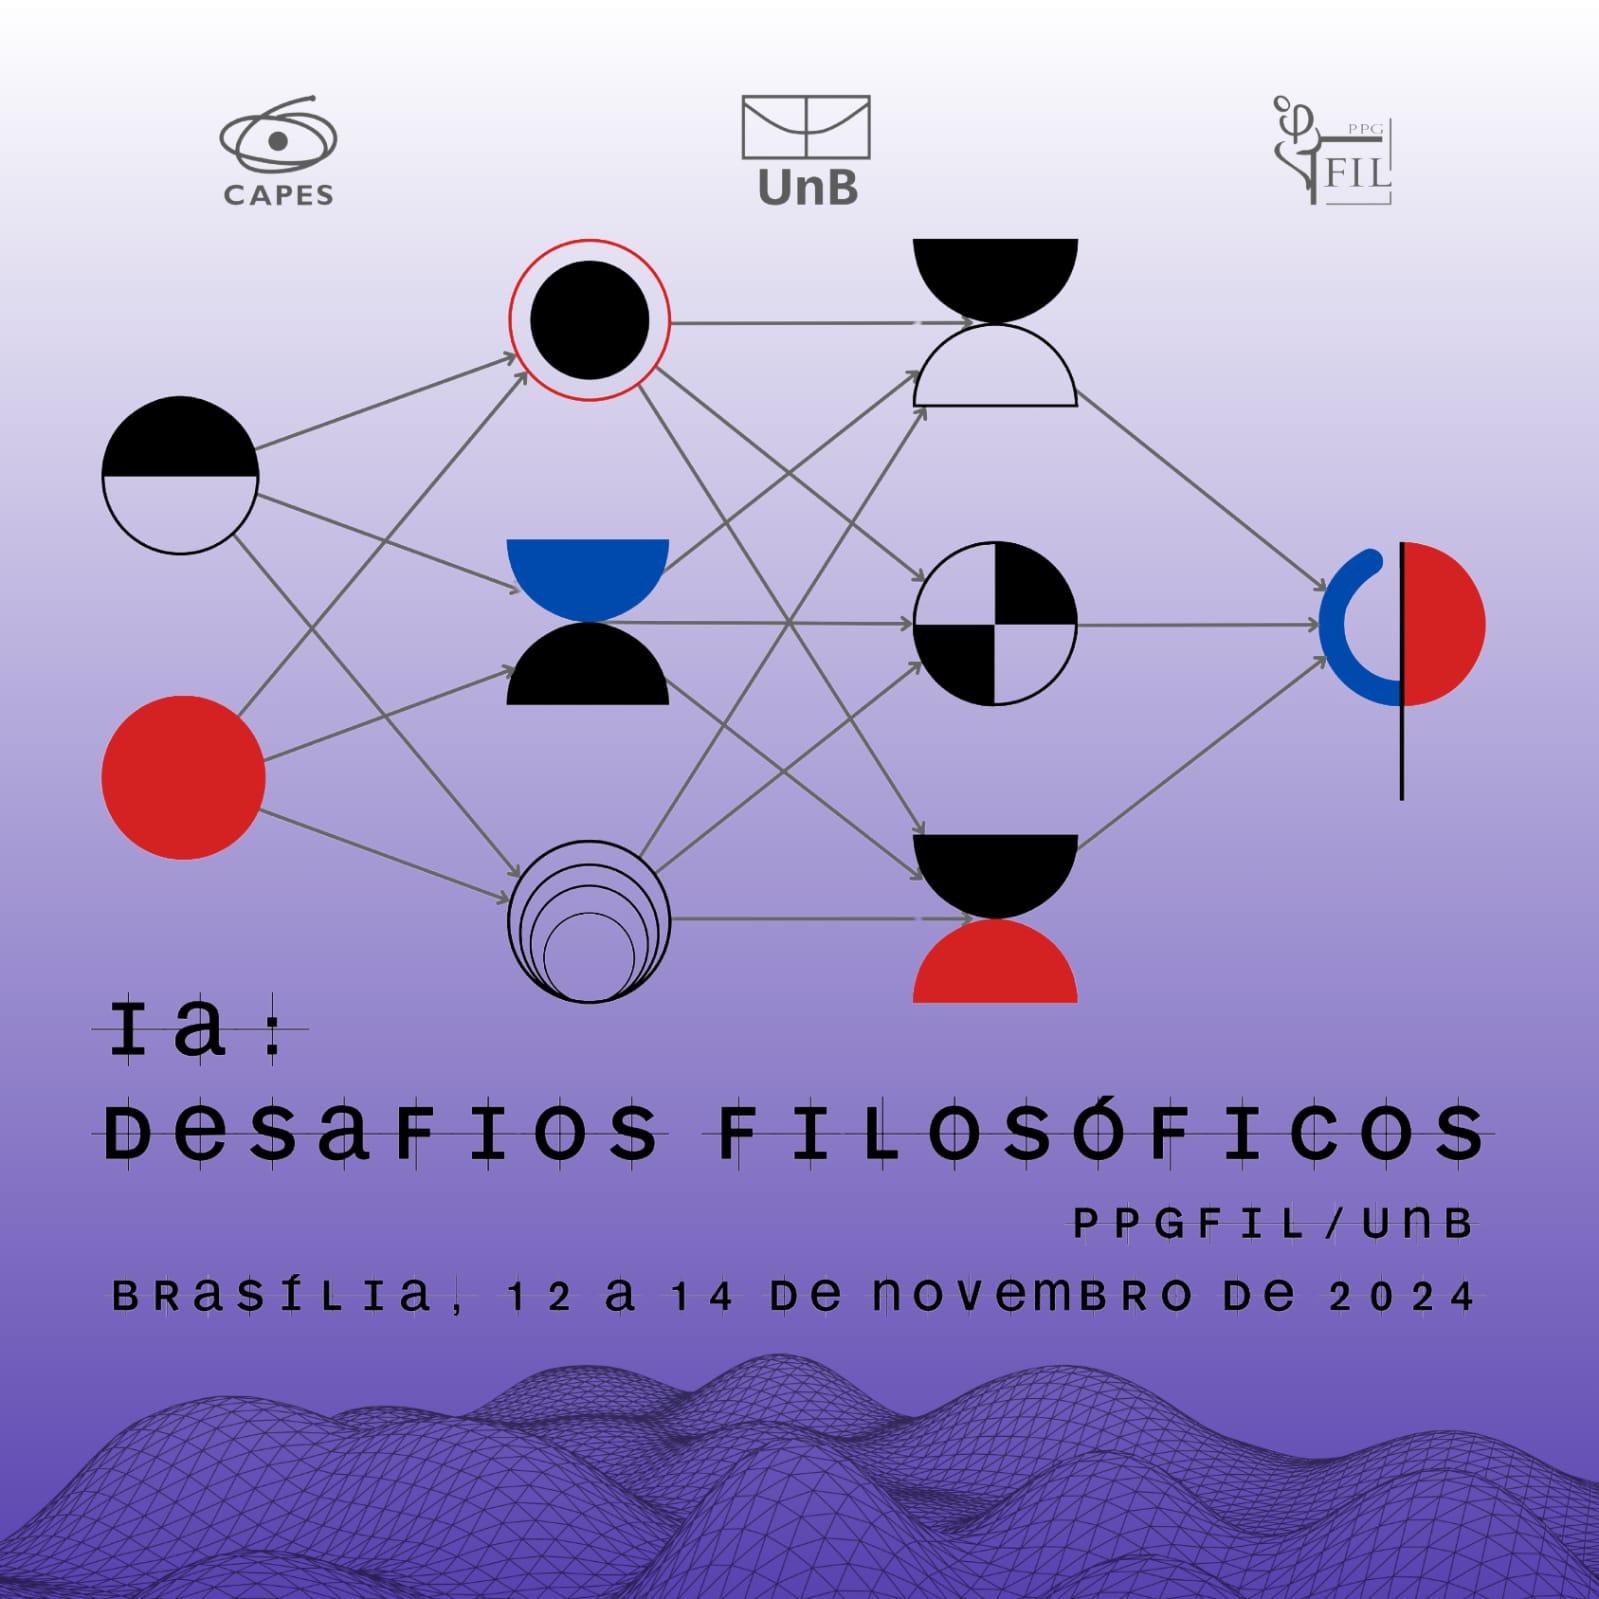 CAPES
UnB
PPG
FIL
Ia:
Desafios Filosóficos
PPGFIL/UnB
Brasília, 12 a 14 de novembro de 2024